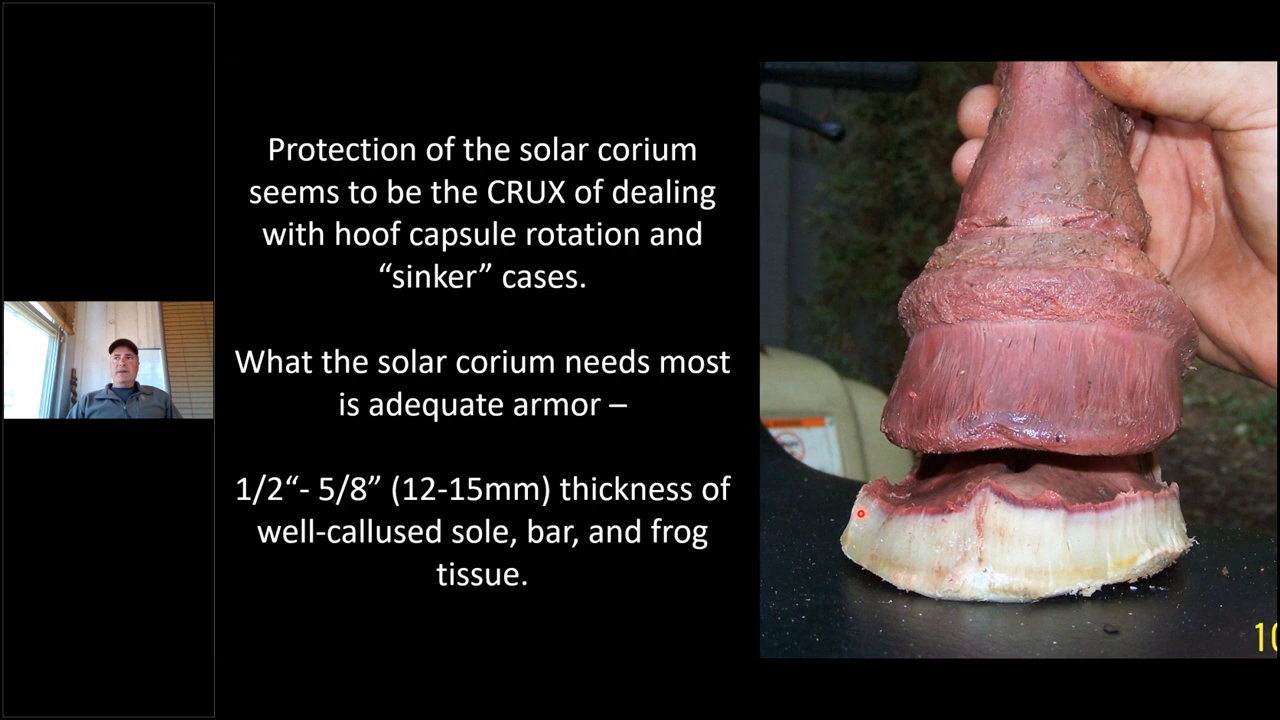 Protection of the solar corium
seems to be the CRUX of dealing
with hoof capsule rotation and
“sinker” cases.
What the solar corium needs most
is adequate armor –
1/2“- 5/8” (12-15mm) thickness of
well-callused sole, bar, and frog
tissue.
10